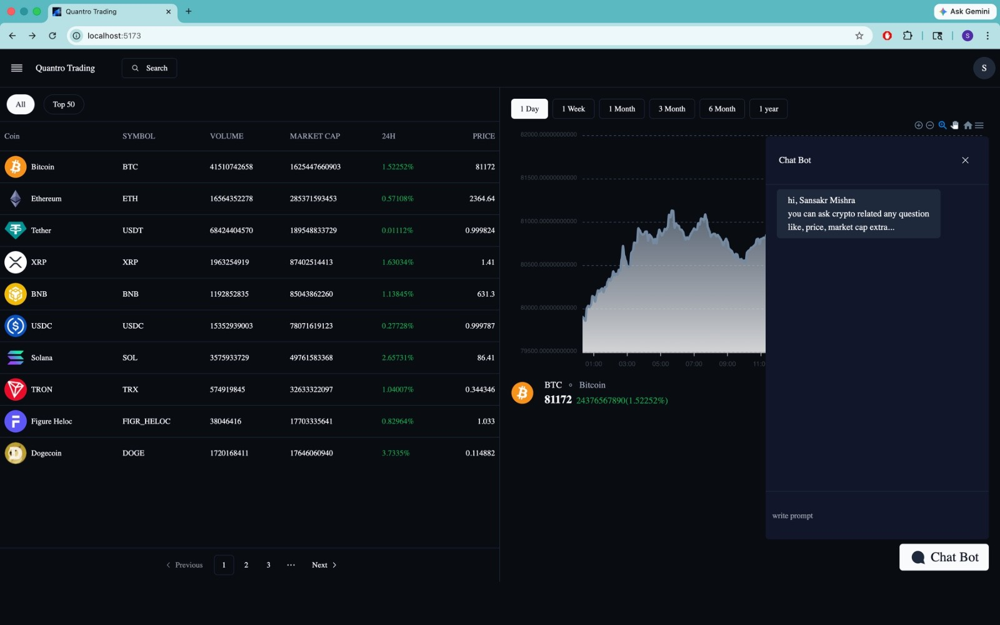 Quantro Trading
Ask Gemini
localhost:5173
S
Quantro Trading
Search
S
All
Top 50
Coin SYMBOL VOLUME MARKET CAP 24H PRICE
Bitcoin BTC 41510742658 1625447660903 1.52252% 81172
Ethereum ETH 16564352278 285371593453 0.57108% 2364.64
Tether USDT 68424404570 189548833729 0.01112% 0.999824
XRP XRP 1963254919 87402514413 1.63034% 1.41
BNB BNB 1192852835 85043862260 1.13845% 631.3
USDC USDC 15352939003 78071619123 0.27728% 0.999787
Solana SOL 3575933729 49761583368 2.65731% 86.41
TRON TRX 574919845 32633322097 1.04007% 0.344346
Figure Heloc FIGR_HELOC 38046416 17703335641 0.82964% 1.033
Dogecoin DOGE 1720168411 17646060940 3.7335% 0.114882
Previous 1 2 3 ··· Next
1 Day 1 Week 1 Month 3 Month 6 Month 1 year
82000.00000000000
81500.00000000000
81000.00000000000
80500.00000000000
80000.00000000000
79500.00000000000
01:00 03:00 05:00 07:00 09:00 11:0
BTC ∘ Bitcoin
81172 24376567890(1.52252%)
Chat Bot
hi, Sansakr Mishra
you can ask crypto related any question
like, price, market cap extra...
write prompt
Chat Bot